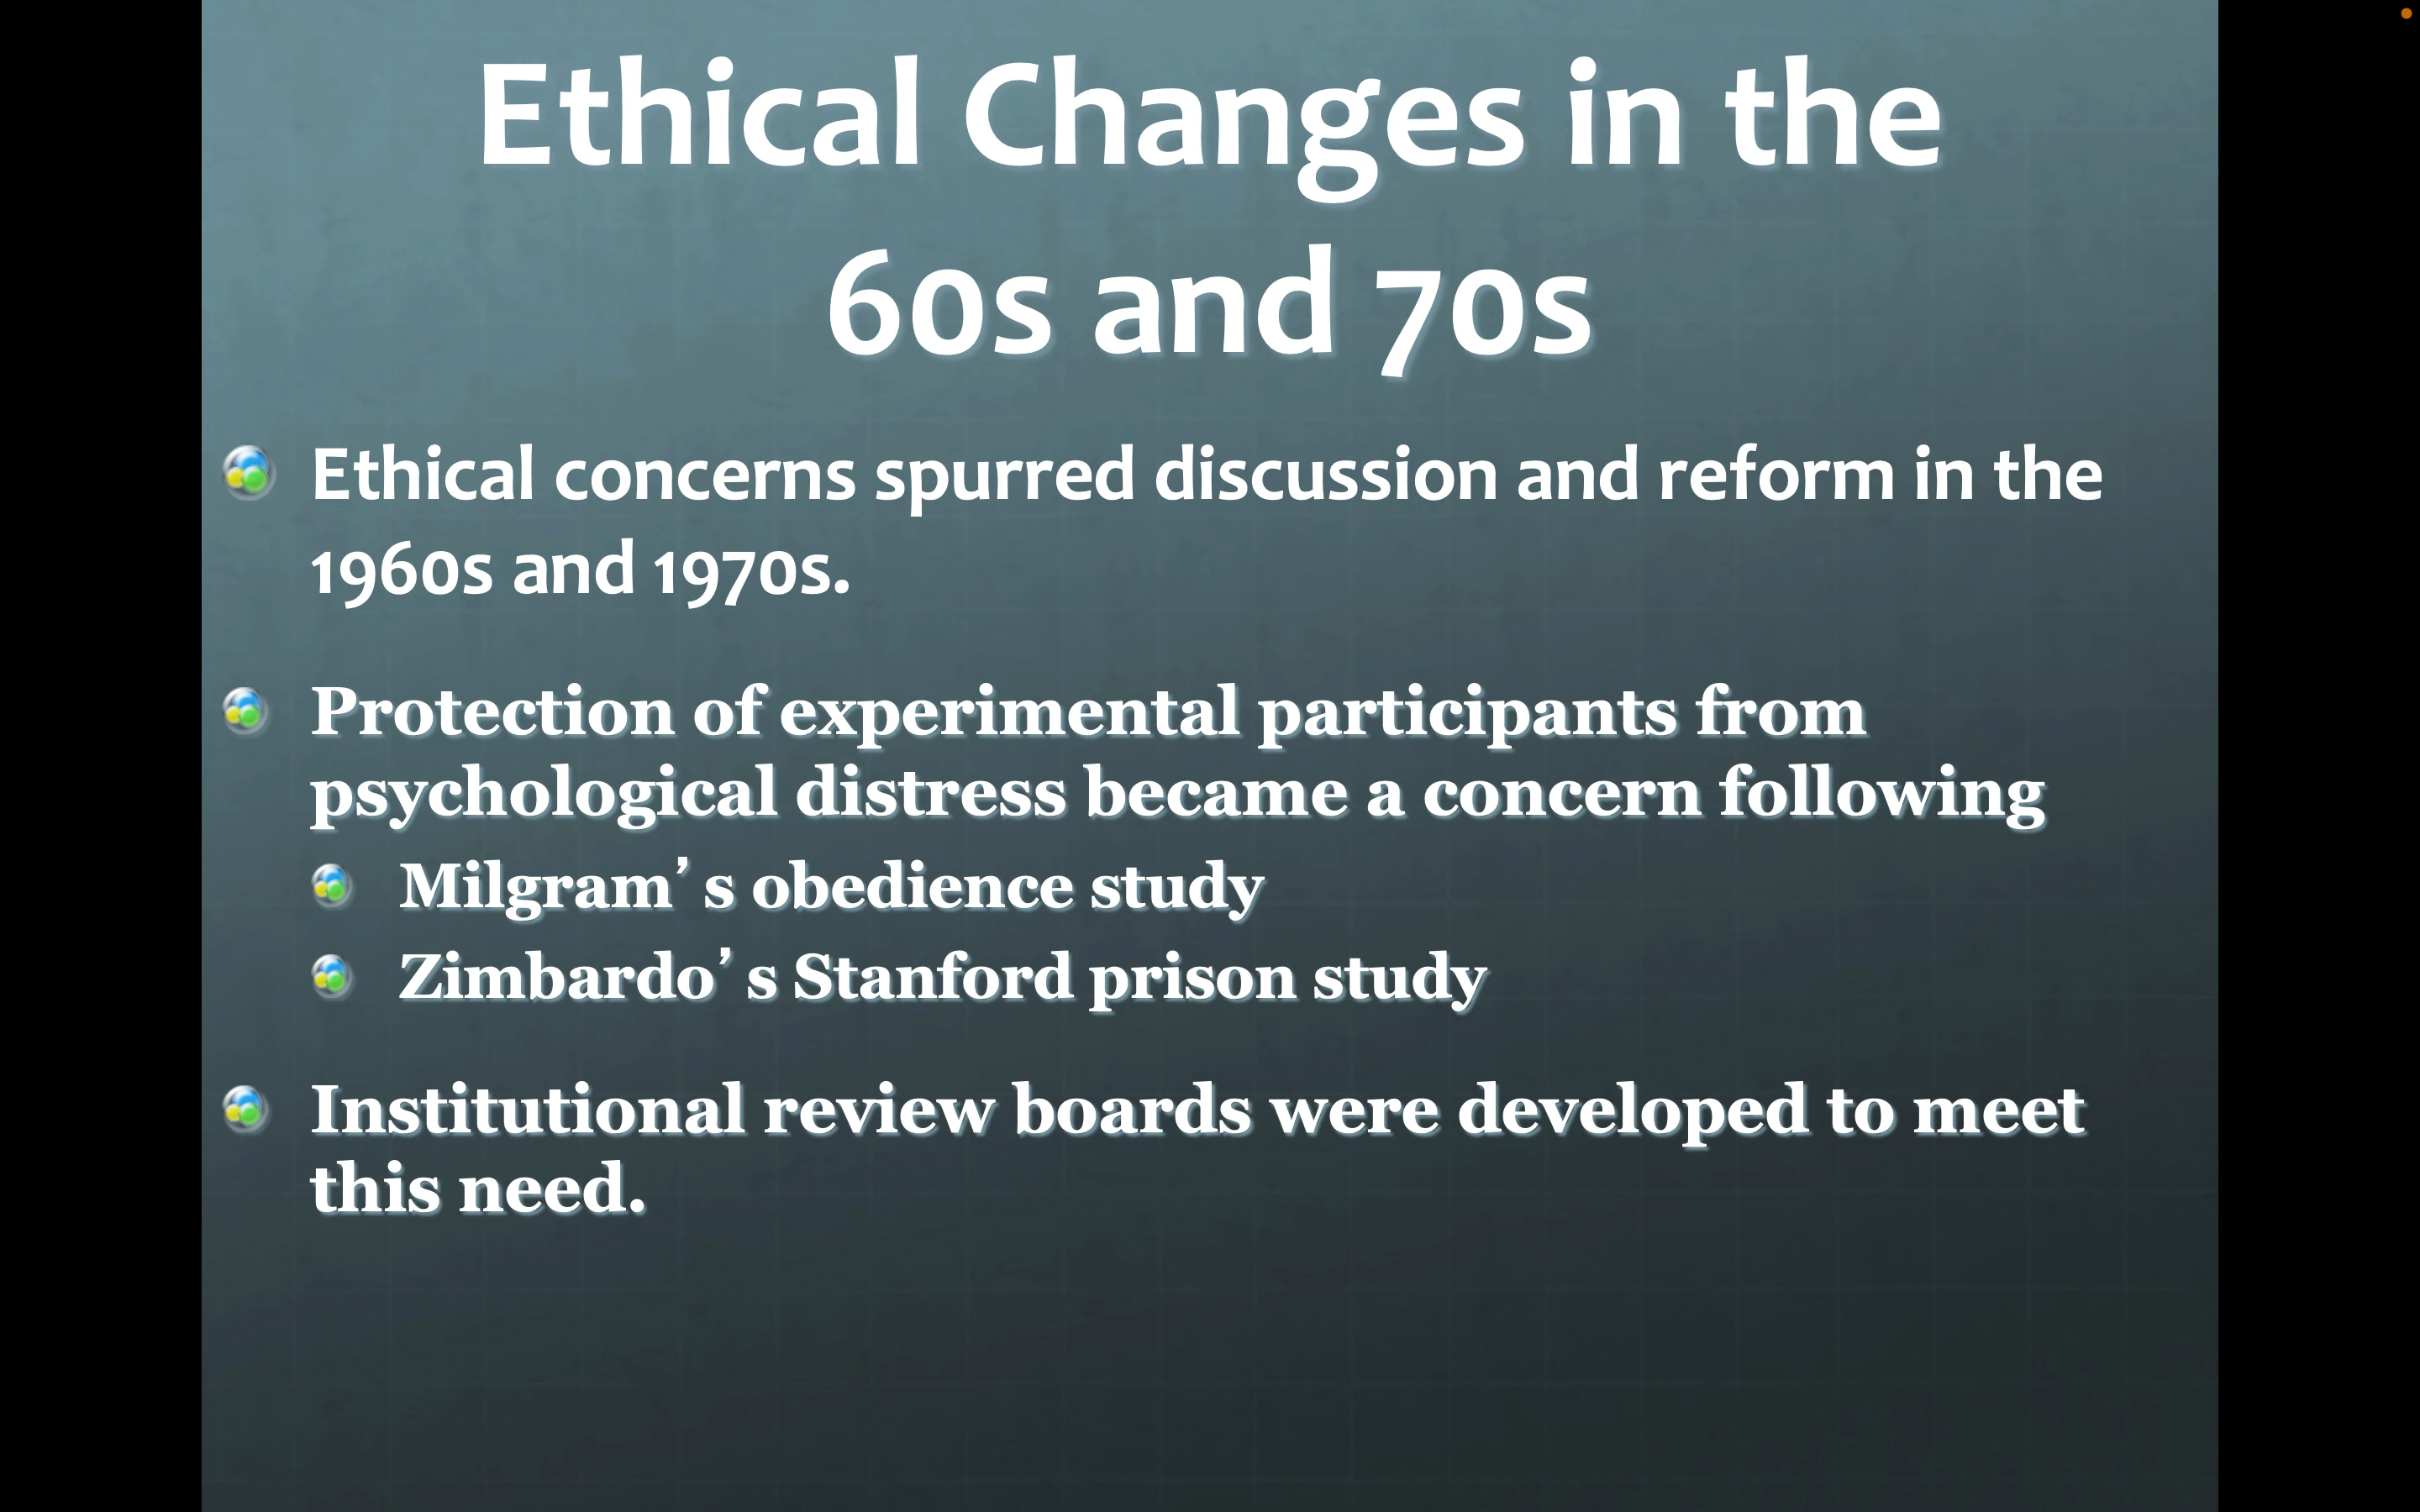 Ethical Changes in the
60s and 70s
Ethical concerns spurred discussion and reform in the
1960s and 1970s.
Protection of experimental participants from
psychological distress became a concern following
Milgram’s obedience study
Zimbardo’s Stanford prison study
Institutional review boards were developed to meet
this need.